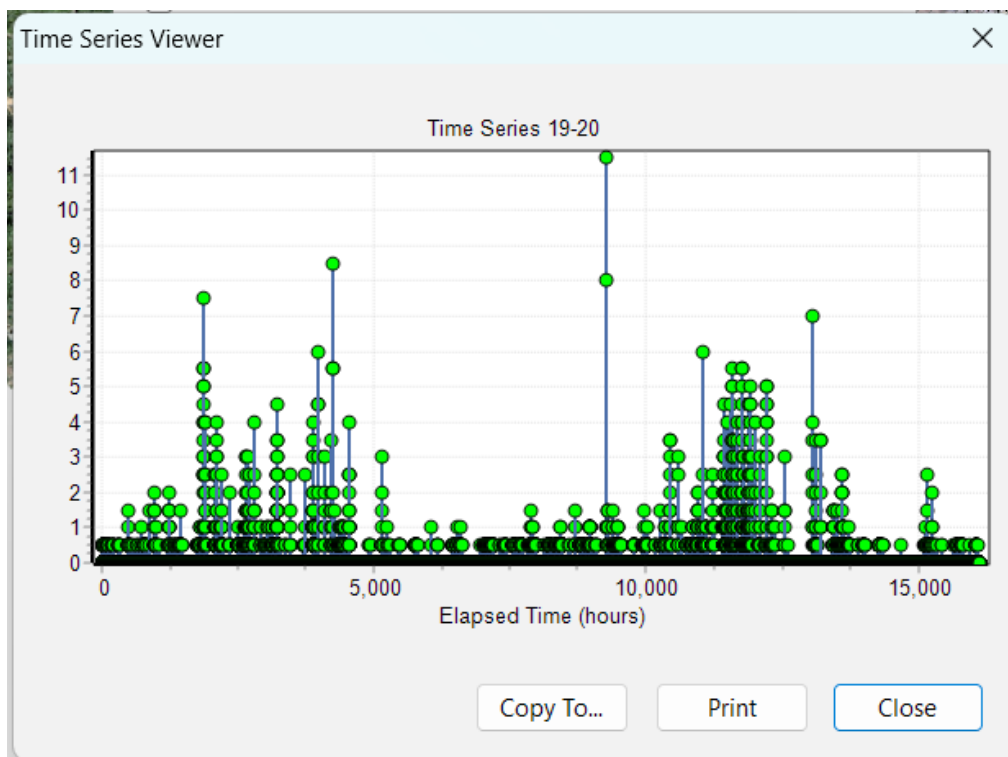 Time Series Viewer
Time Series 19-20
11
10
9
8
7
6
5
4
3
2
1
0
0 5,000 10,000 15,000
Elapsed Time (hours)
Copy To... Print Close